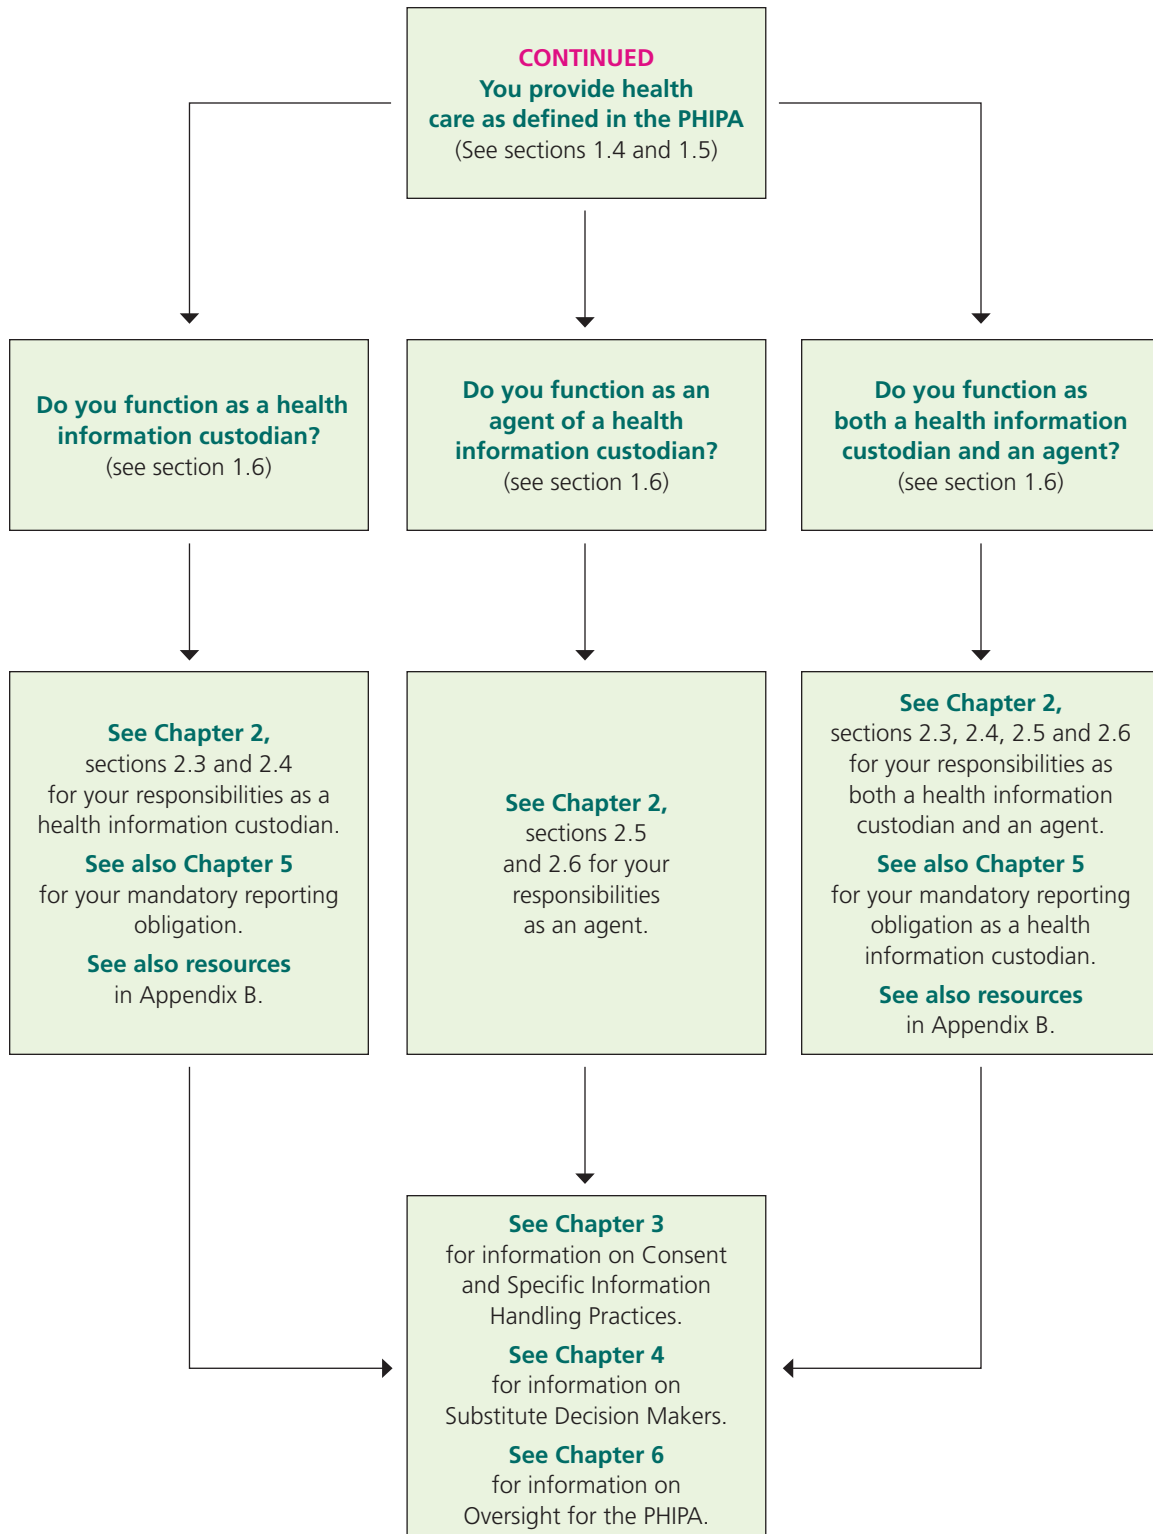 CONTINUED
You provide health
care as defined in the PHIPA
(See sections 1.4 and 1.5)
Do you function as a health
information custodian?
(see section 1.6)
Do you function as an
agent of a health
information custodian?
(see section 1.6)
Do you function as
both a health information
custodian and an agent?
(see section 1.6)
See Chapter 2,
sections 2.3 and 2.4
for your responsibilities as a
health information custodian.
See also Chapter 5
for your mandatory reporting
obligation.
See also resources
in Appendix B.
See Chapter 2,
sections 2.5
and 2.6 for your
responsibilities
as an agent.
See Chapter 2,
sections 2.3, 2.4, 2.5 and 2.6
for your responsibilities as
both a health information
custodian and an agent.
See also Chapter 5
for your mandatory reporting
obligation as a health
information custodian.
See also resources
in Appendix B.
See Chapter 3
for information on Consent
and Specific Information
Handling Practices.
See Chapter 4
for information on
Substitute Decision Makers.
See Chapter 6
for information on
Oversight for the PHIPA.